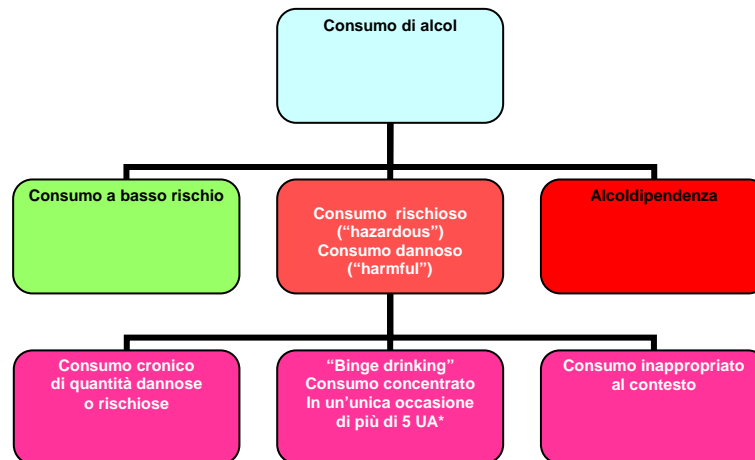 Consumo di alcol
Consumo a basso rischio
Consumo rischioso
(“hazardous”)
Consumo dannoso
(“harmful”)
Alcoldipendenza
Consumo cronico
di quantità dannose
o rischiose
“Binge drinking”
Consumo concentrato
In un’unica occasione
di più di 5 UA*
Consumo inappropriato
al contesto